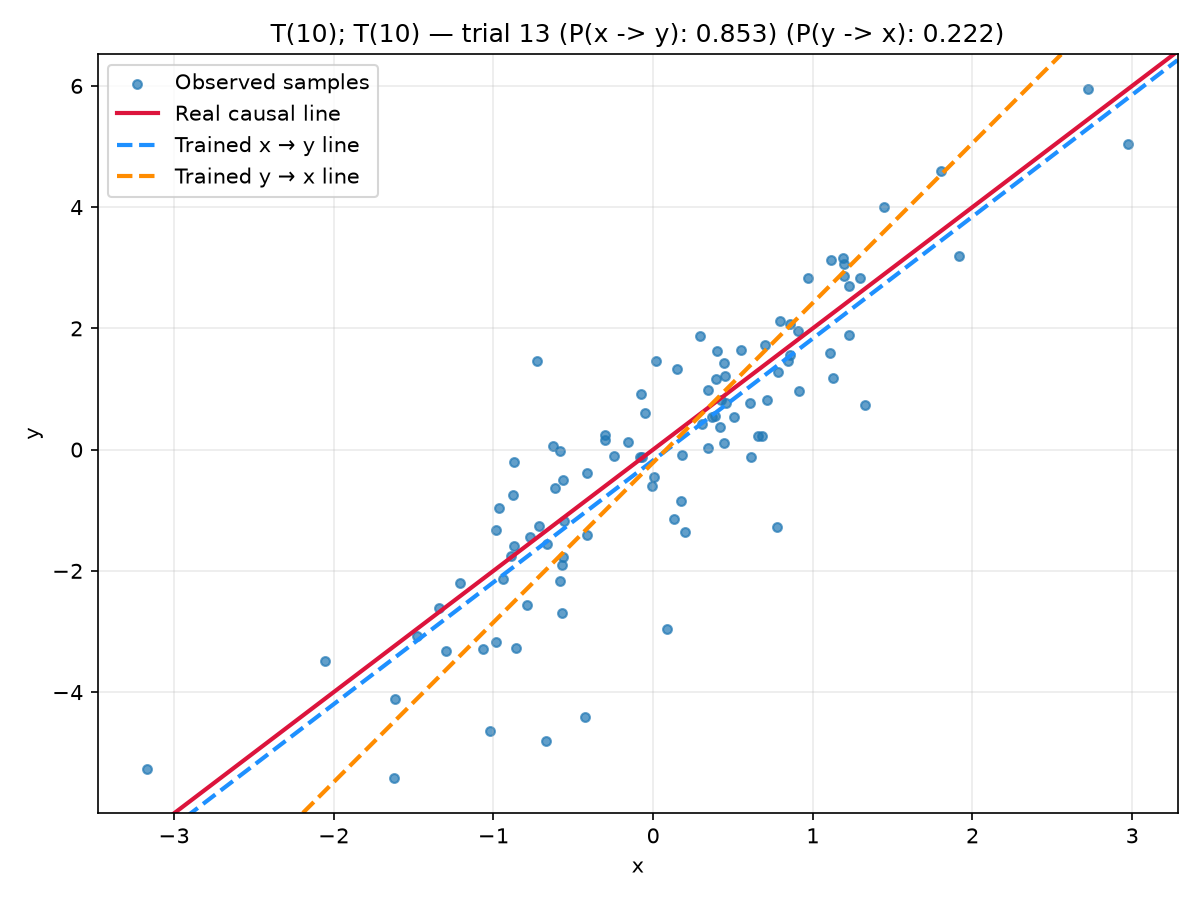 T(10); T(10) — trial 13 (P(x -> y): 0.853) (P(y -> x): 0.222)
Observed samples
Real causal line
Trained x → y line
Trained y → x line
6
4
2
0
−2
−4
y
−3
−2
−1
0
1
2
3
x